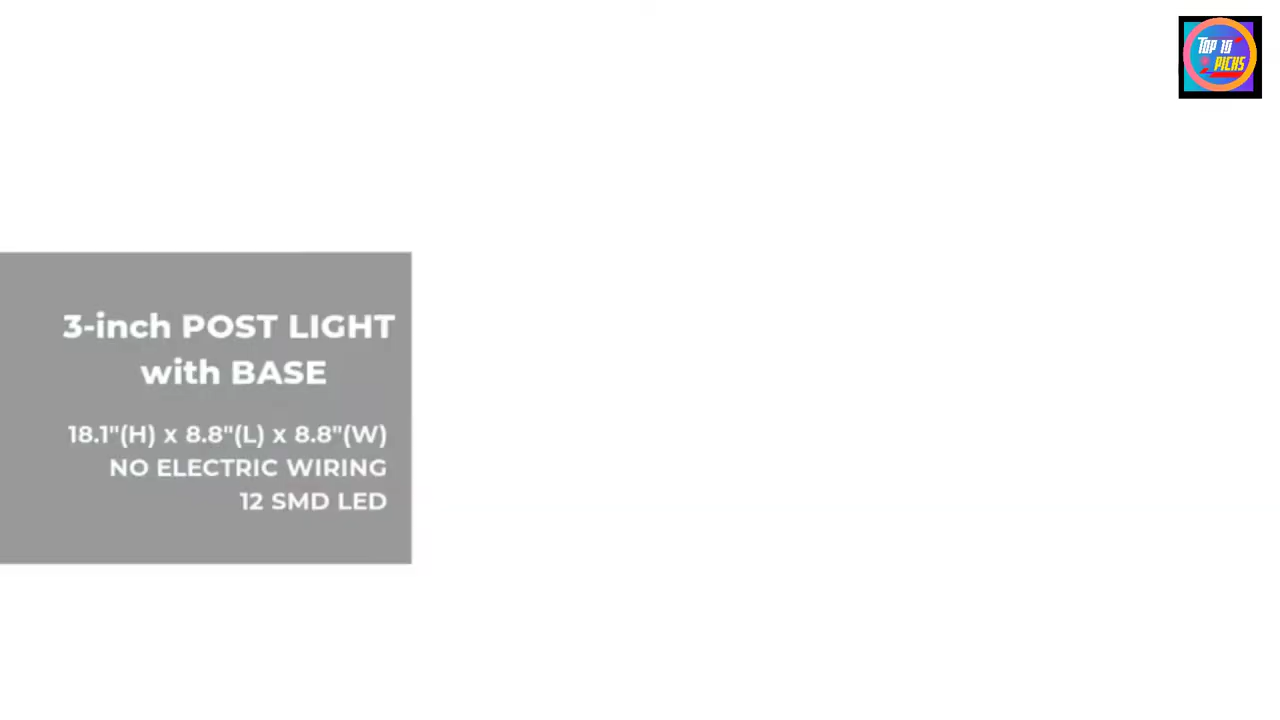 TOP 10
PICKS
3-inch POST LIGHT
with BASE
18.1"(H) x 8.8"(L) x 8.8"(W)
NO ELECTRIC WIRING
12 SMD LED